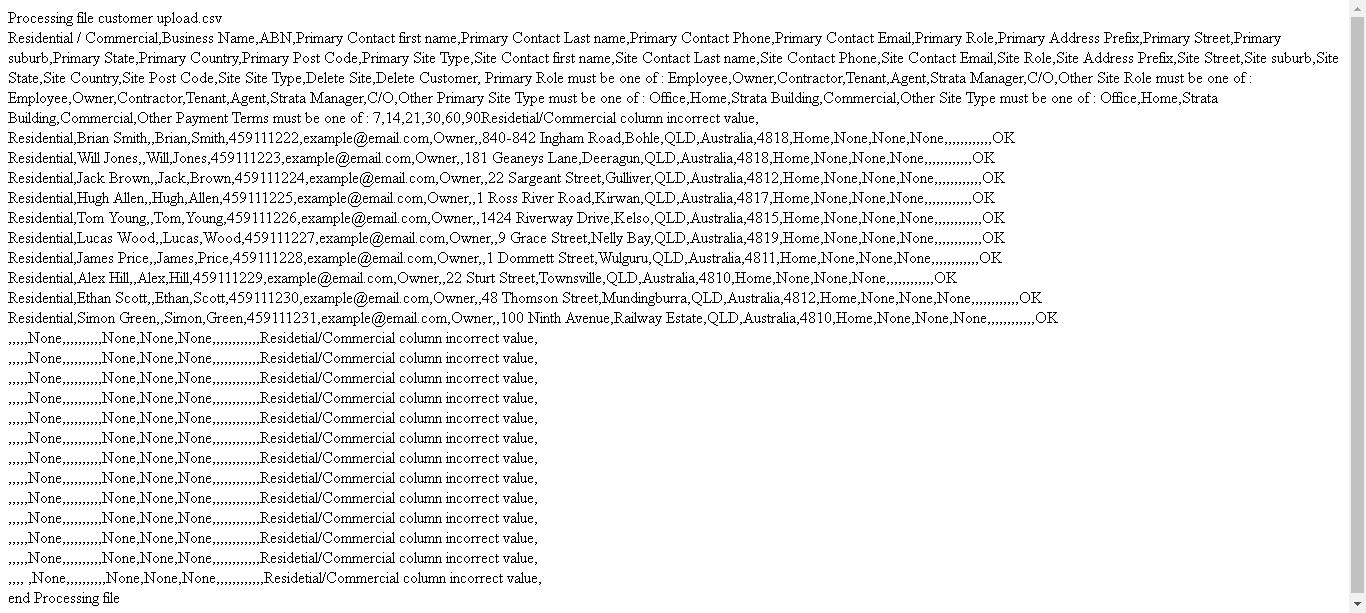 Processing file customer upload.csv
Residential / Commercial,Business Name,ABN,Primary Contact first name,Primary Contact Last name,Primary Contact Phone,Primary Contact Email,Primary Role,Primary Address Prefix,Primary Street,Primary
suburb,Primary State,Primary Country,Primary Post Code,Primary Site Type,Site Contact first name,Site Contact Last name,Site Contact Phone,Site Contact Email,Site Role,Site Address Prefix,Site Street,Site suburb,Site
State,Site Country,Site Post Code,Site Site Type,Delete Site,Delete Customer, Primary Role must be one of : Employee,Owner,Contractor,Tenant,Agent,Strata Manager,C/O,Other Site Role must be one of :
Employee,Owner,Contractor,Tenant,Agent,Strata Manager,C/O,Other Primary Site Type must be one of : Office,Home,Strata Building,Commercial,Other Site Type must be one of : Office,Home,Strata
Building,Commercial,Other Payment Terms must be one of : 7,14,21,30,60,90Residetial/Commercial column incorrect value,
Residential,Brian Smith,,Brian,Smith,459111222,example@email.com,Owner,,840-842 Ingham Road,Bohle,QLD,Australia,4818,Home,None,None,None,,,,,,,,,,,,OK
Residential,Will Jones,,Will,Jones,459111223,example@email.com,Owner,,181 Geaneys Lane,Deeragun,QLD,Australia,4818,Home,None,None,None,,,,,,,,,,,,OK
Residential,Jack Brown,,Jack,Brown,459111224,example@email.com,Owner,,22 Sargeant Street,Gulliver,QLD,Australia,4812,Home,None,None,None,,,,,,,,,,,,OK
Residential,Hugh Allen,,Hugh,Allen,459111225,example@email.com,Owner,,1 Ross River Road,Kirwan,QLD,Australia,4817,Home,None,None,None,,,,,,,,,,,,OK
Residential,Tom Young,,Tom,Young,459111226,example@email.com,Owner,,1424 Riverway Drive,Kelso,QLD,Australia,4815,Home,None,None,None,,,,,,,,,,,,OK
Residential,Lucas Wood,,Lucas,Wood,459111227,example@email.com,Owner,,9 Grace Street,Nelly Bay,QLD,Australia,4819,Home,None,None,None,,,,,,,,,,,,OK
Residential,James Price,,James,Price,459111228,example@email.com,Owner,,1 Dommett Street,Wulguru,QLD,Australia,4811,Home,None,None,None,,,,,,,,,,,,OK
Residential,Alex Hill,,Alex,Hill,459111229,example@email.com,Owner,,22 Sturt Street,Townsville,QLD,Australia,4810,Home,None,None,None,,,,,,,,,,,,OK
Residential,Ethan Scott,,Ethan,Scott,459111230,example@email.com,Owner,,48 Thomson Street,Mundingburra,QLD,Australia,4812,Home,None,None,None,,,,,,,,,,,,OK
Residential,Simon Green,,Simon,Green,459111231,example@email.com,Owner,,100 Ninth Avenue,Railway Estate,QLD,Australia,4810,Home,None,None,None,,,,,,,,,,,,OK
,,,,,None,,,,,,,,,,None,None,None,,,,,,,,,,,,Residetial/Commercial column incorrect value,
,,,,,None,,,,,,,,,,None,None,None,,,,,,,,,,,,Residetial/Commercial column incorrect value,
,,,,,None,,,,,,,,,,None,None,None,,,,,,,,,,,,Residetial/Commercial column incorrect value,
,,,,,None,,,,,,,,,,None,None,None,,,,,,,,,,,,Residetial/Commercial column incorrect value,
,,,,,None,,,,,,,,,,None,None,None,,,,,,,,,,,,Residetial/Commercial column incorrect value,
,,,,,None,,,,,,,,,,None,None,None,,,,,,,,,,,,Residetial/Commercial column incorrect value,
,,,,,None,,,,,,,,,,None,None,None,,,,,,,,,,,,Residetial/Commercial column incorrect value,
,,,,,None,,,,,,,,,,None,None,None,,,,,,,,,,,,Residetial/Commercial column incorrect value,
,,,,,None,,,,,,,,,,None,None,None,,,,,,,,,,,,Residetial/Commercial column incorrect value,
,,,,,None,,,,,,,,,,None,None,None,,,,,,,,,,,,Residetial/Commercial column incorrect value,
,,,,,None,,,,,,,,,,None,None,None,,,,,,,,,,,,Residetial/Commercial column incorrect value,
,,,,,None,,,,,,,,,,None,None,None,,,,,,,,,,,,Residetial/Commercial column incorrect value,
,,,, ,None,,,,,,,,,,None,None,None,,,,,,,,,,,,Residetial/Commercial column incorrect value,
end Processing file